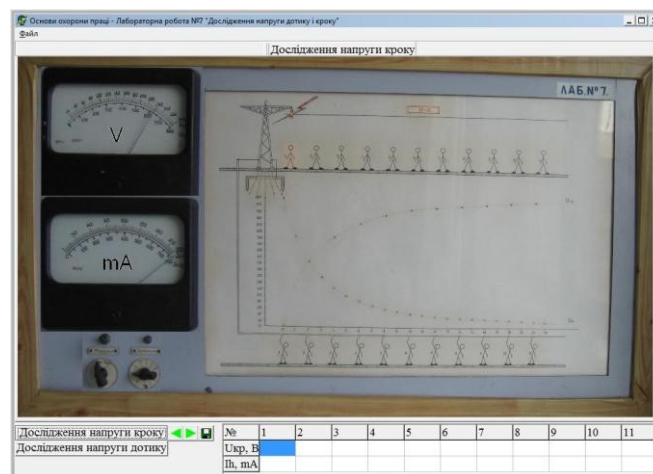 Основи охорони праці - Лабораторна робота №7 "Дослідження напруги дотику і кроку"
Файл
Дослідження напруги кроку
ЛАБ.№7.
V
mA
Дослідження напруги кроку
Дослідження напруги дотику
№ 1 2 3 4 5 6 7 8 9 10 11
Uкр, В
Ih, mA